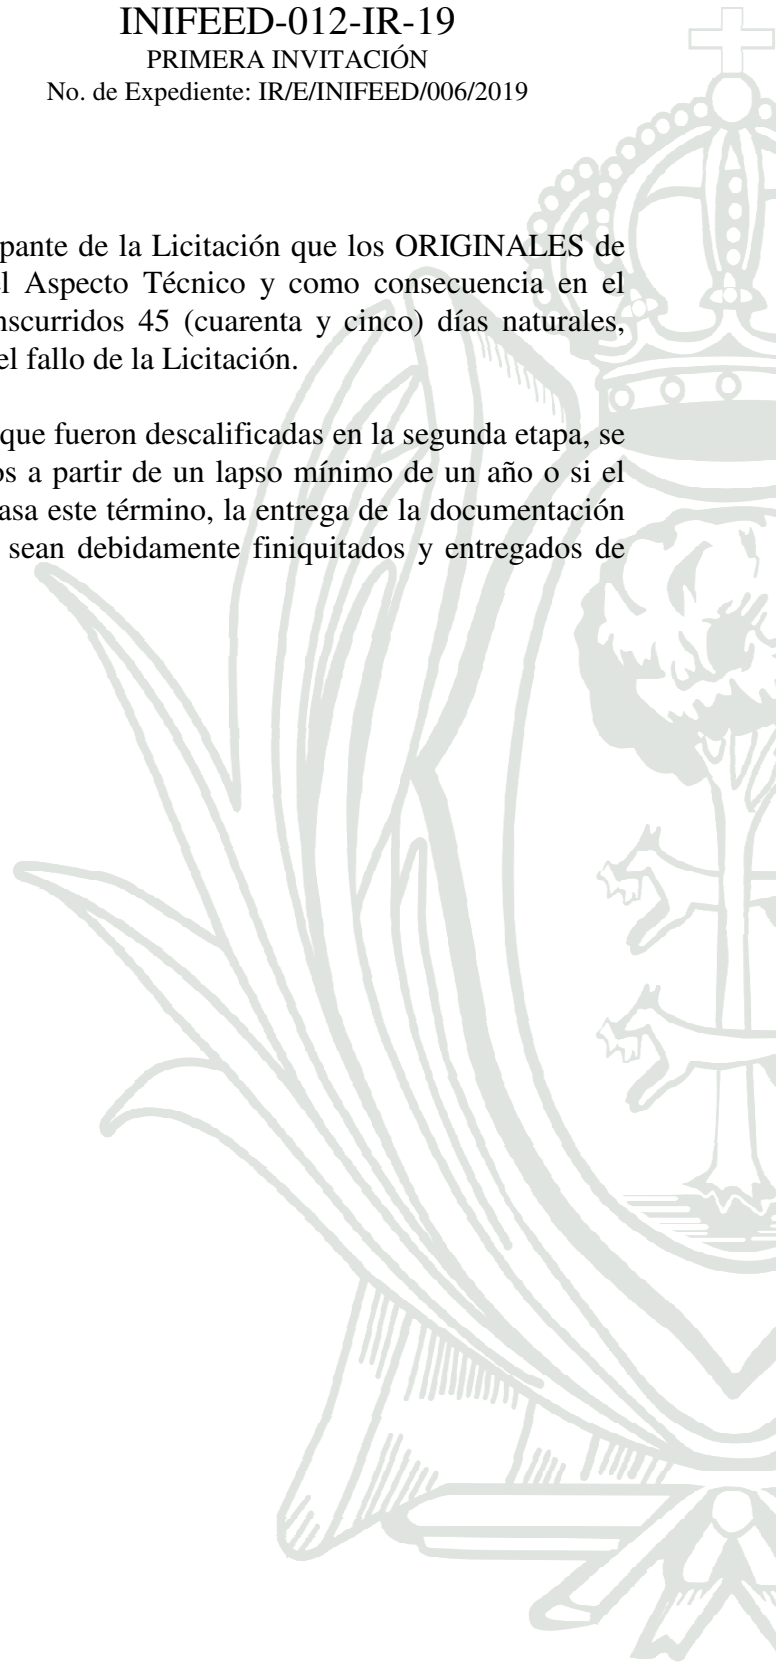 INIFEED-012-IR-19
PRIMERA INVITACIÓN
No. de Expediente: IR/E/INIFEED/006/2019
pante de la Licitación que los ORIGINALES de
l Aspecto Técnico y como consecuencia en el
nscurridos 45 (cuarenta y cinco) días naturales,
el fallo de la Licitación.
que fueron descalificadas en la segunda etapa, se
os a partir de un lapso mínimo de un año o si el
asa este término, la entrega de la documentación
sean debidamente finiquitados y entregados de